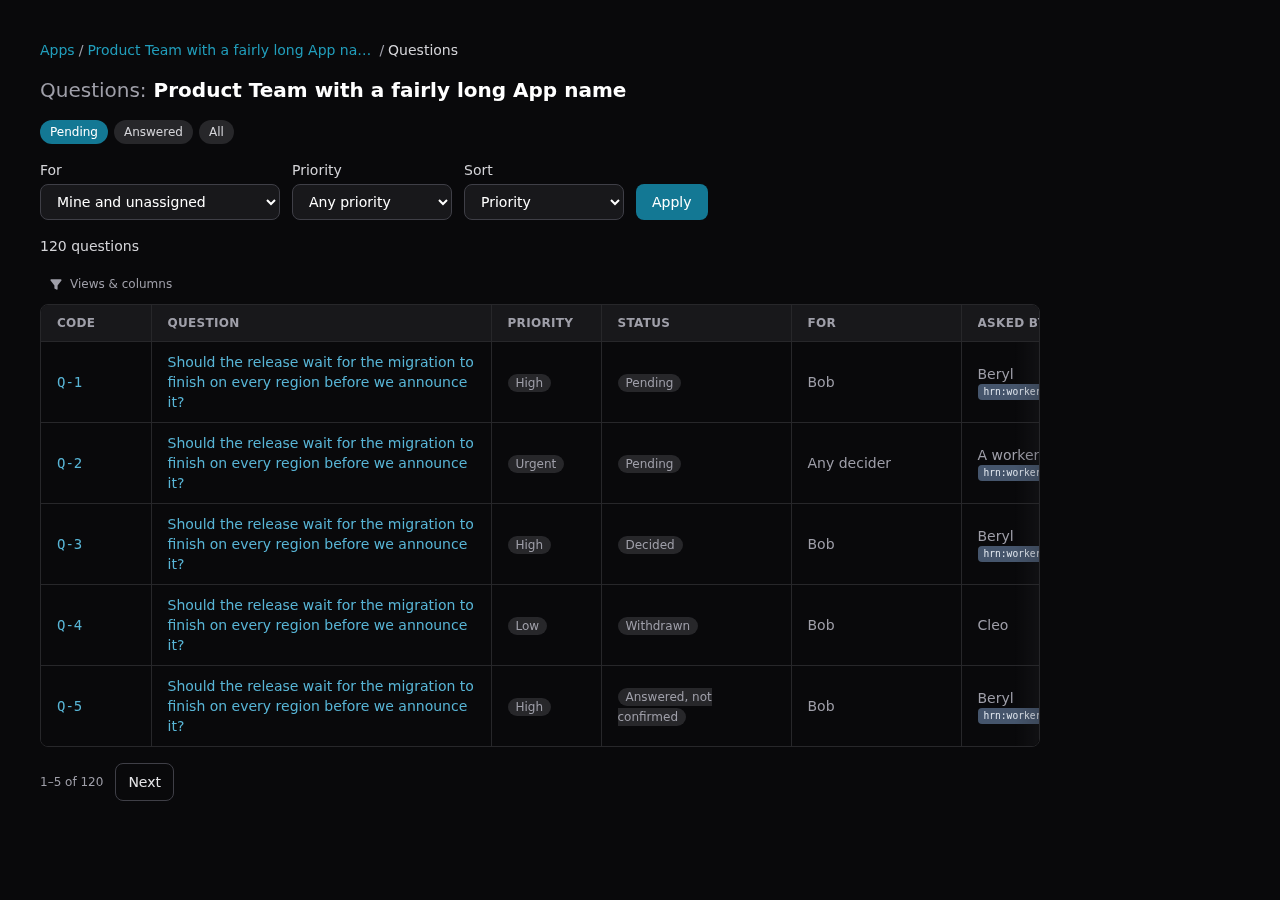 Apps / Product Team with a fairly long App na… / Questions
Questions: Product Team with a fairly long App name
Pending Answered All
For Priority Sort
Mine and unassigned Any priority Priority Apply
120 questions
Views & columns
CODE QUESTION PRIORITY STATUS FOR ASKED
Q-1 Should the release wait for the migration to finish on every region before we announce it? High Pending Bob Beryl
Q-2 Should the release wait for the migration to finish on every region before we announce it? Urgent Pending Any decider A worker
Q-3 Should the release wait for the migration to finish on every region before we announce it? High Decided Bob Beryl
Q-4 Should the release wait for the migration to finish on every region before we announce it? Low Withdrawn Bob Cleo
Q-5 Should the release wait for the migration to finish on every region before we announce it? High Answered, not confirmed Bob Beryl
1–5 of 120 Next